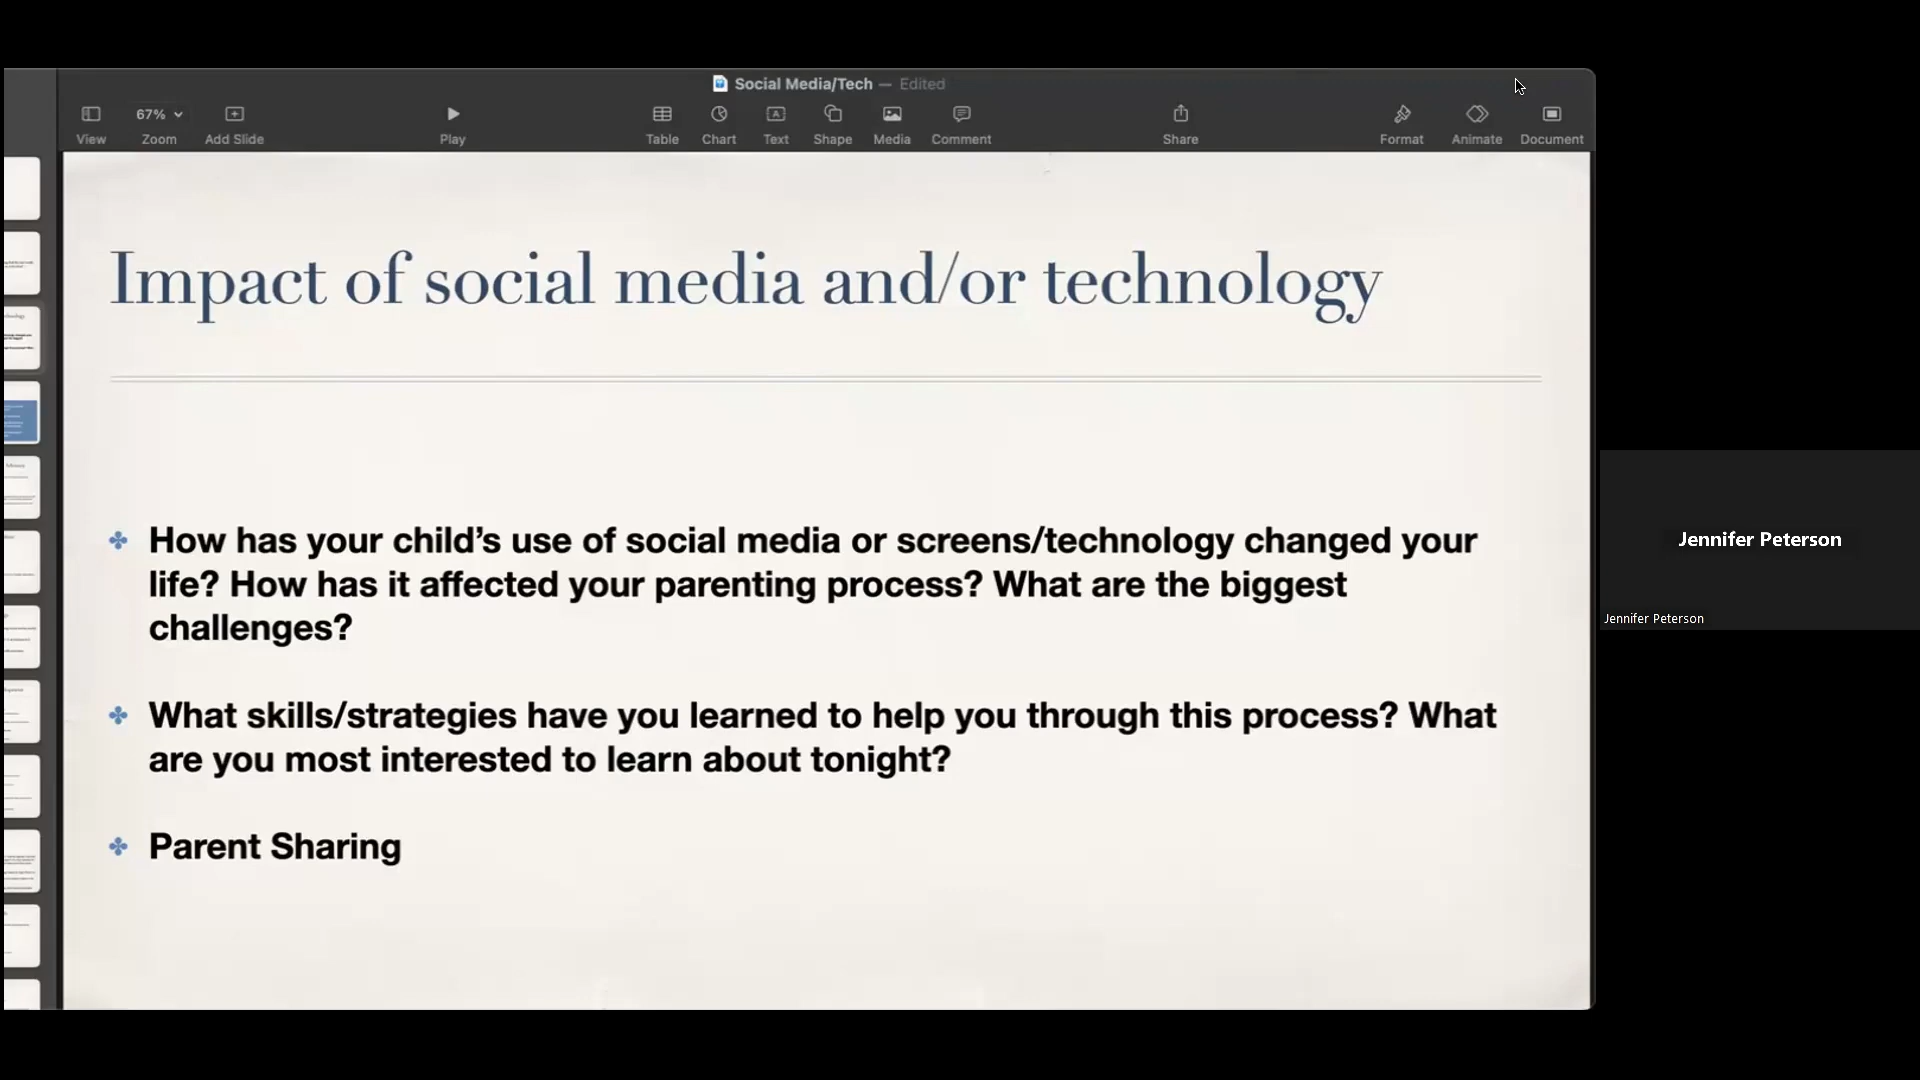 Social Media/Tech — Edited
67%
View Zoom Add Slide Play Table Chart Text Shape Media Comment Share Format Animate Document
Impact of social media and/or technology
How has your child’s use of social media or screens/technology changed your
life? How has it affected your parenting process? What are the biggest
challenges?
What skills/strategies have you learned to help you through this process? What
are you most interested to learn about tonight?
Parent Sharing
Jennifer Peterson
Jennifer Peterson